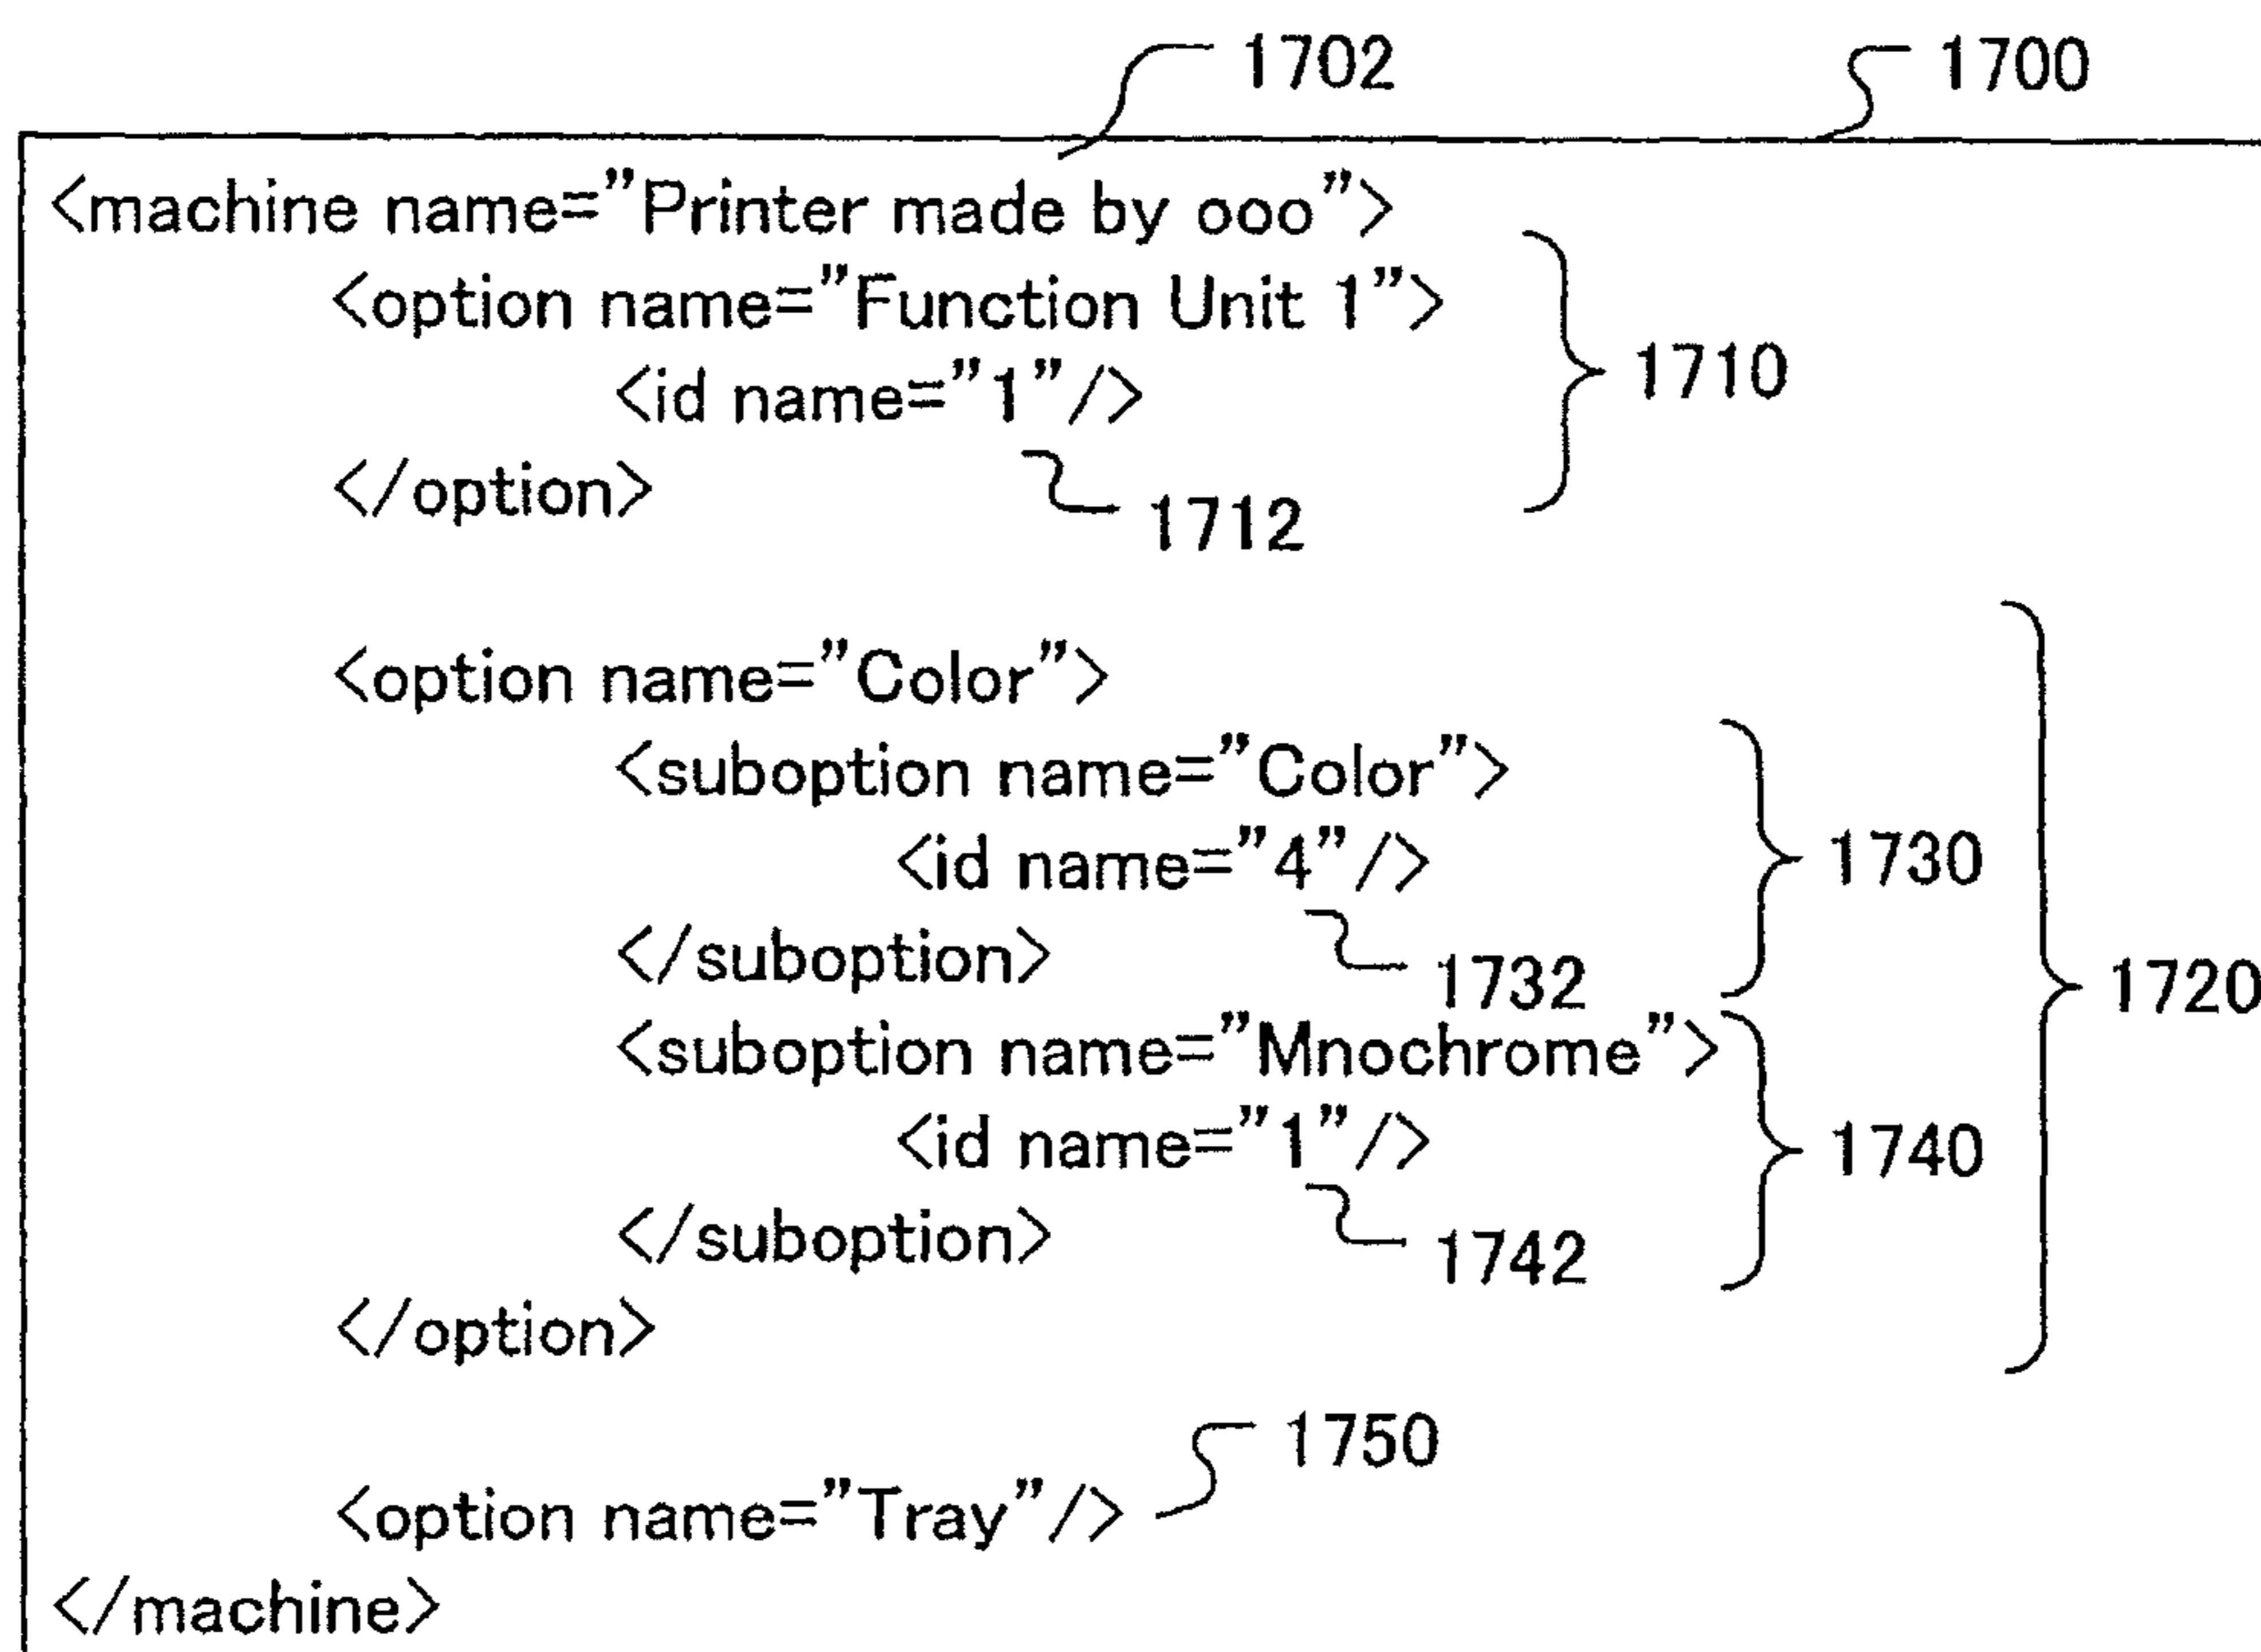 1702 1700
<machine name="Printer made by ooo">
<option name="Function Unit 1">
<id name="1"/> 1710
</option> 1712
<option name="Color">
<suboption name="Color">
<id name="4"/> 1730
</suboption> 1732 1720
<suboption name="Mnochrome">
<id name="1"/> 1740
</suboption> 1742
</option>
1750
<option name="Tray"/>
</machine>